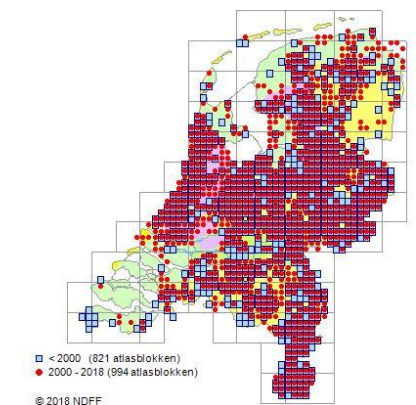 < 2000 (821 atlasblokken)
2000 - 2018 (994 atlasblokken)
© 2018 NDFF